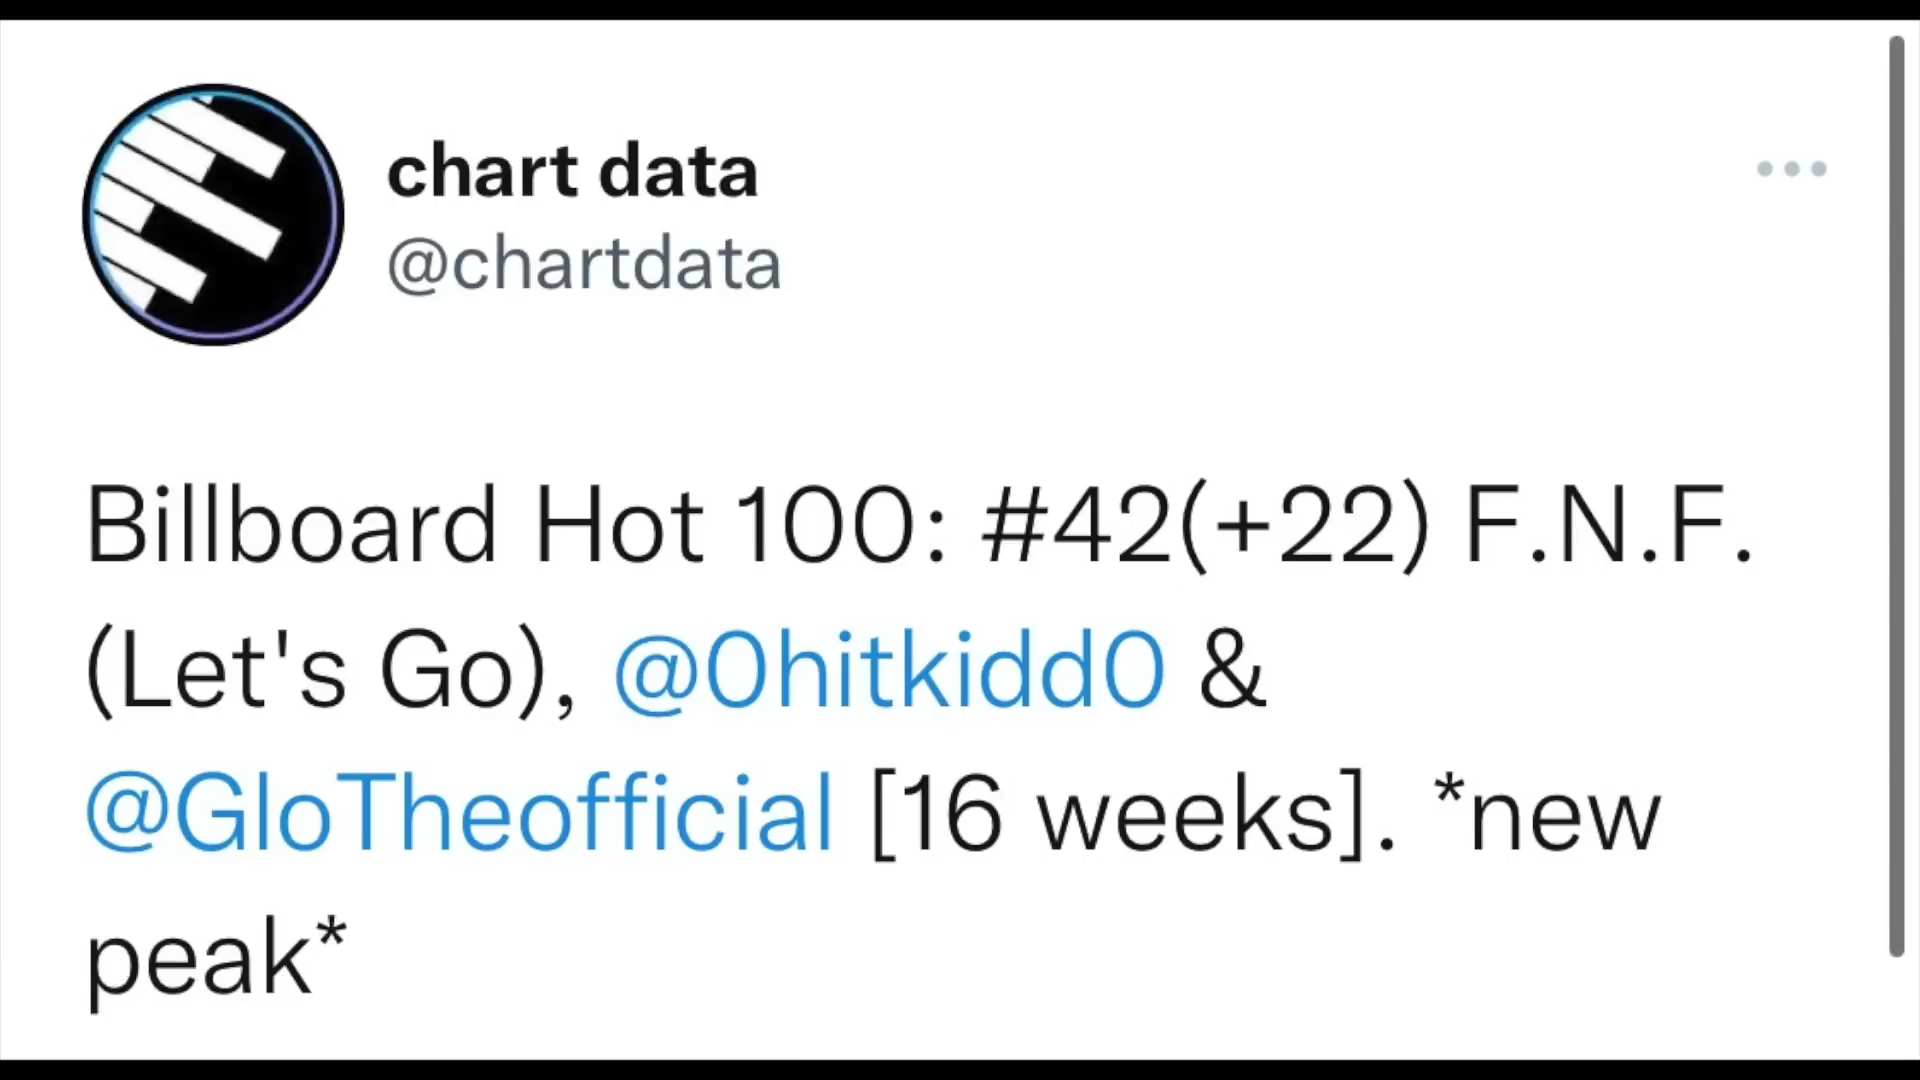 chart data
@chartdata
Billboard Hot 100: #42(+22) F.N.F.
(Let's Go), @0hitkidd0 &
@GloTheofficial [16 weeks]. *new
peak*